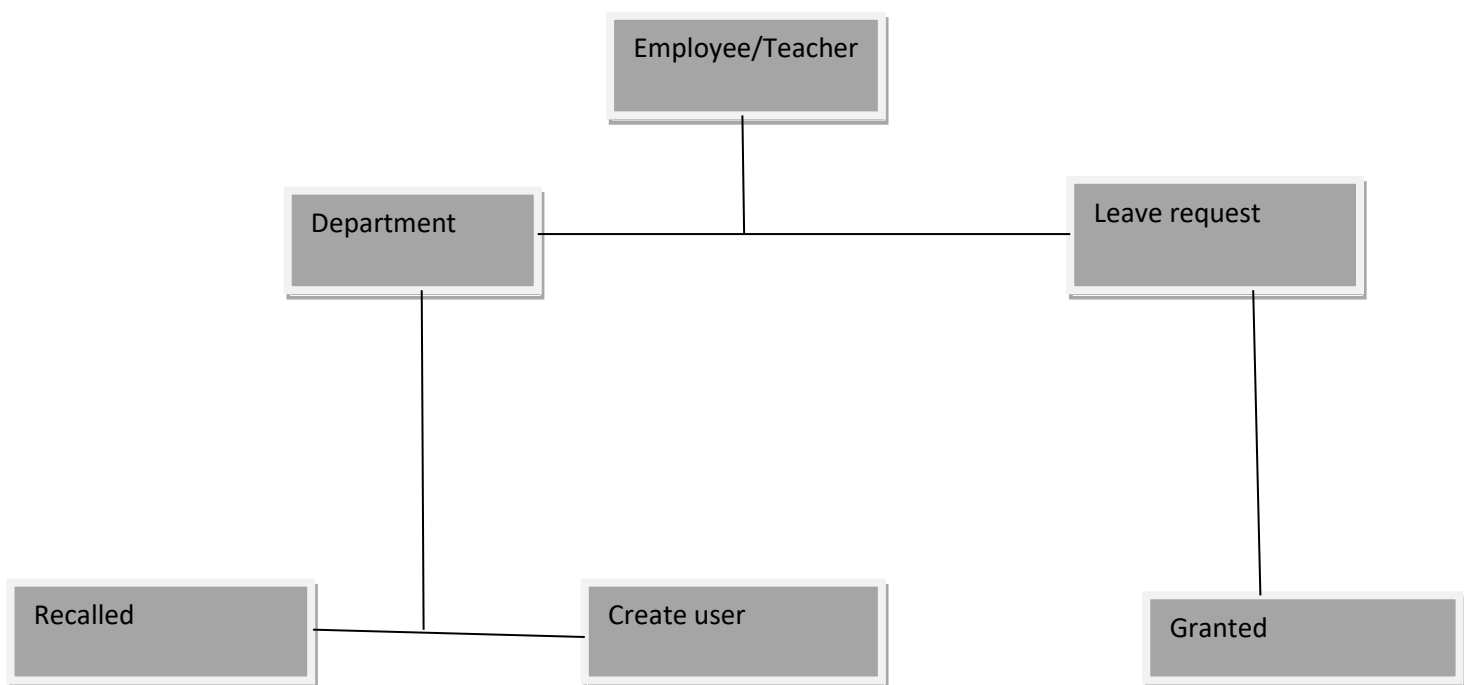 Employee/Teacher
Department
Leave request
Recalled
Create user
Granted